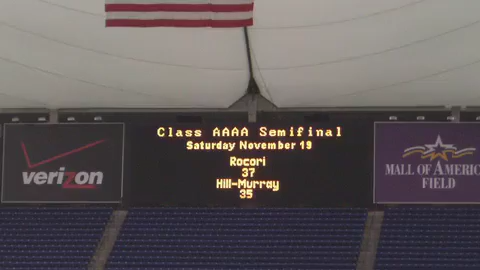 Class AAAA Semifinal
Saturday November 19
Rocori
37
Hill-Murray
35
verizon
MALL OF AMERICA
FIELD